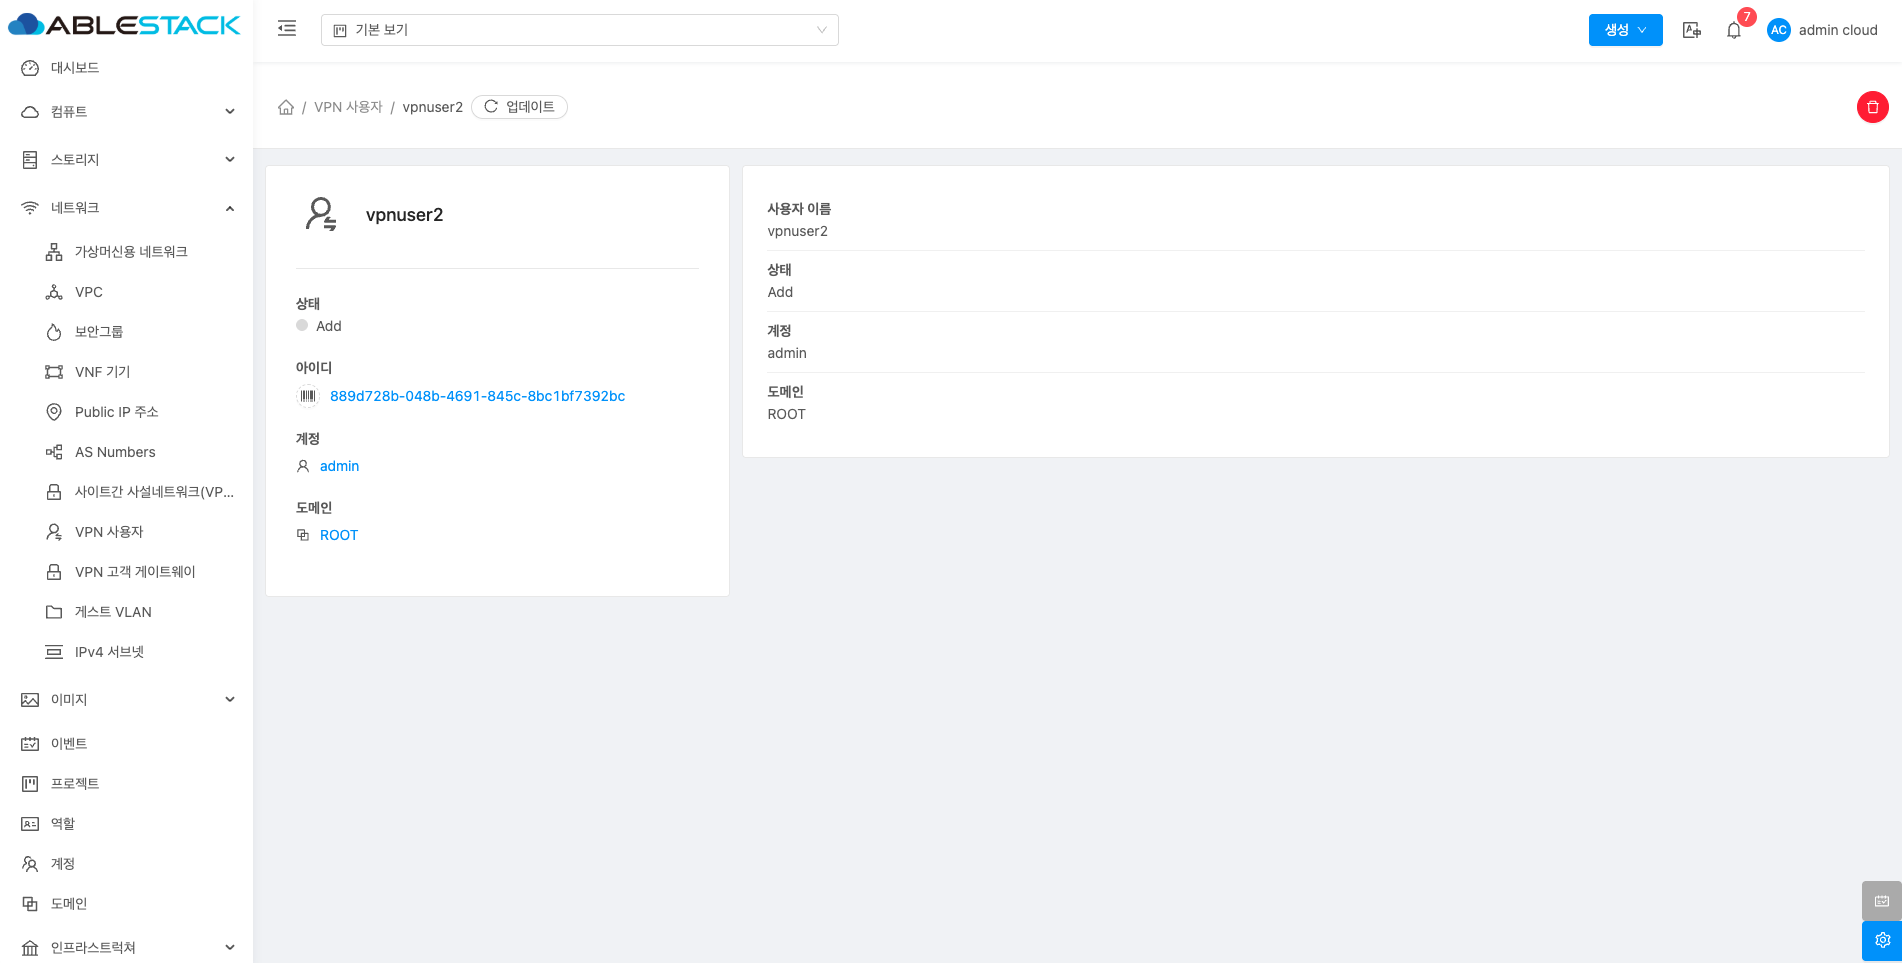 ABLESTACK
기본 보기
생성
7
AC
admin cloud
대시보드
컴퓨트
스토리지
네트워크
가상머신용 네트워크
VPC
보안그룹
VNF 기기
Public IP 주소
AS Numbers
사이트간 사설네트워크(VP...
VPN 사용자
VPN 고객 게이트웨이
게스트 VLAN
IPv4 서브넷
이미지
이벤트
프로젝트
역할
계정
도메인
인프라스트럭쳐
/ VPN 사용자 / vpnuser2 업데이트
vpnuser2
상태
Add
아이디
889d728b-048b-4691-845c-8bc1bf7392bc
계정
admin
도메인
ROOT
사용자 이름
vpnuser2
상태
Add
계정
admin
도메인
ROOT